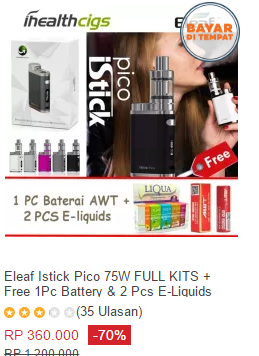 ihealthcigs
Eleaf
BAYAR
DI TEMPAT
pico
iStick
Free
1 PC Baterai AWT +
2 PCS E-liquids
LIQUA
Eleaf Istick Pico 75W FULL KITS +
Free 1Pc Battery & 2 Pcs E-Liquids
(35 Ulasan)
RP 360.000 -70%
RP 1.200.000